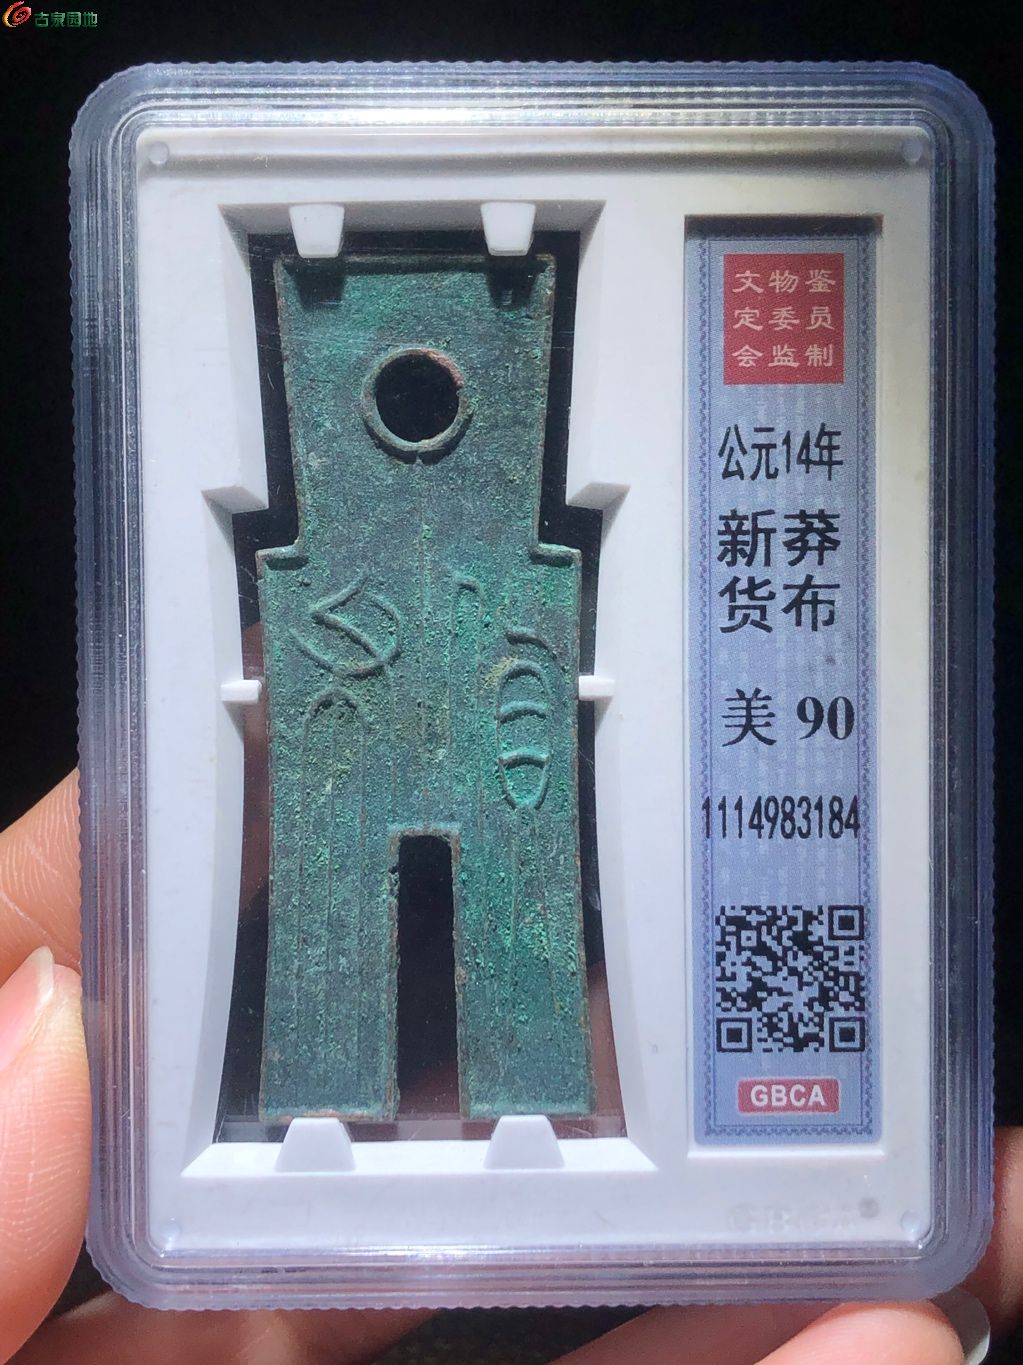 古泉园地
文物鉴
定委员
会监制
公元14年
新莽
货布
美 90
1114983184
GBCA